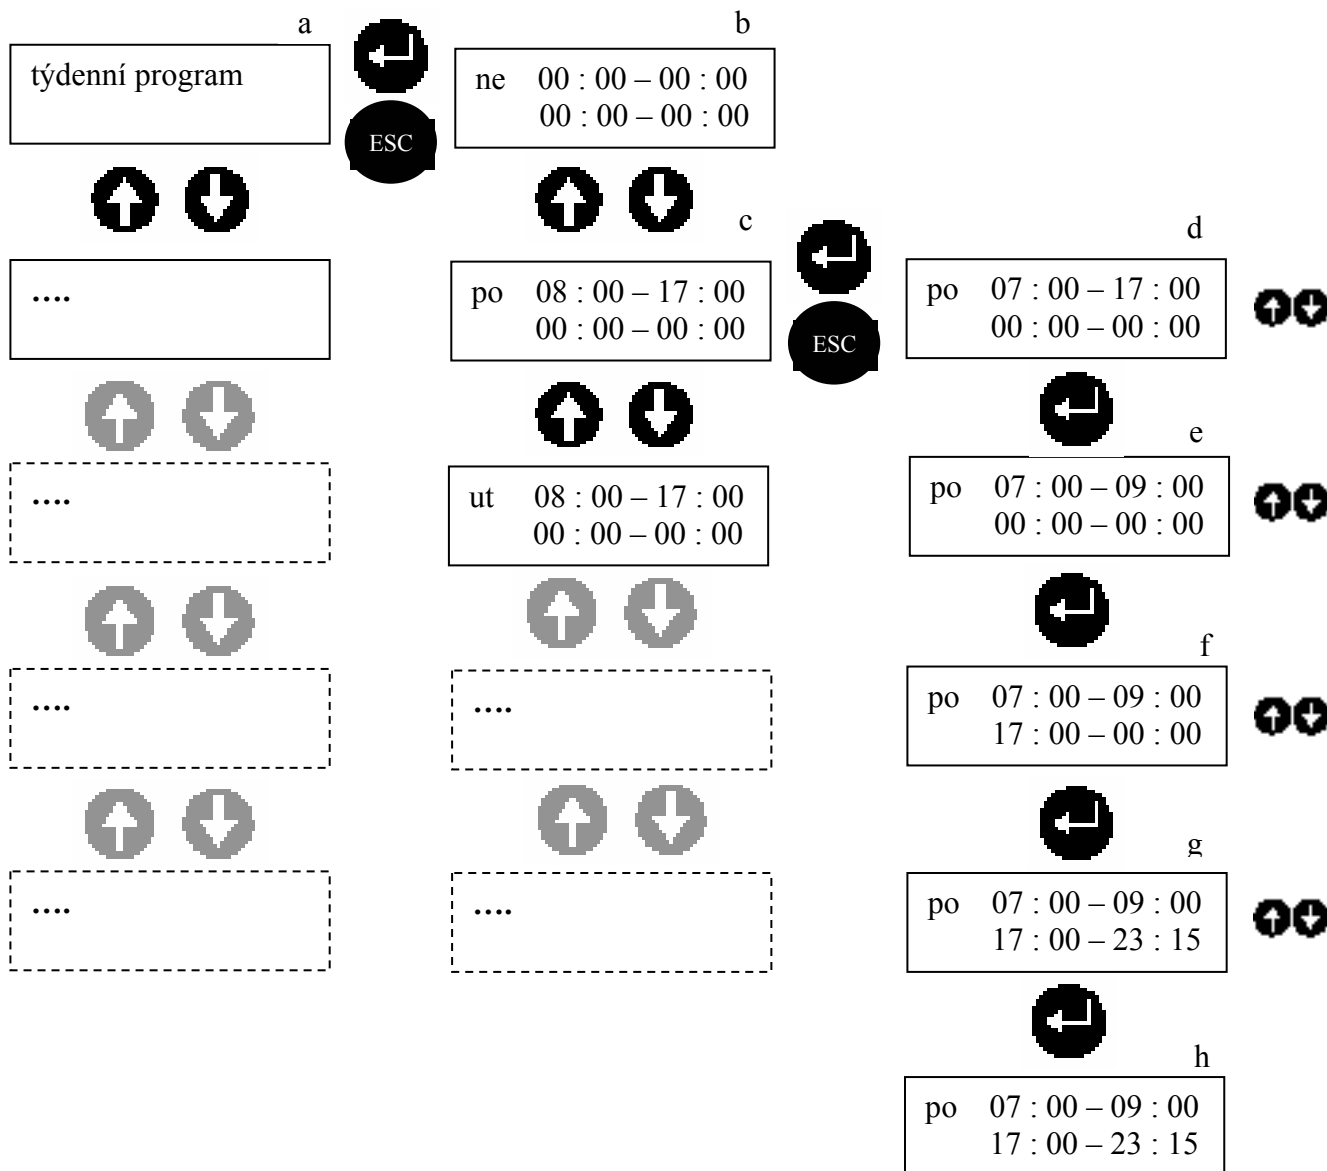 a
týdenní program
ESC
b
ne 00 : 00 – 00 : 00
00 : 00 – 00 : 00
....
c
po 08 : 00 – 17 : 00
00 : 00 – 00 : 00
ESC
d
po 07 : 00 – 17 : 00
00 : 00 – 00 : 00
....
ut 08 : 00 – 17 : 00
00 : 00 – 00 : 00
e
po 07 : 00 – 09 : 00
00 : 00 – 00 : 00
....
....
f
po 07 : 00 – 09 : 00
17 : 00 – 00 : 00
....
....
g
po 07 : 00 – 09 : 00
17 : 00 – 23 : 15
h
po 07 : 00 – 09 : 00
17 : 00 – 23 : 15